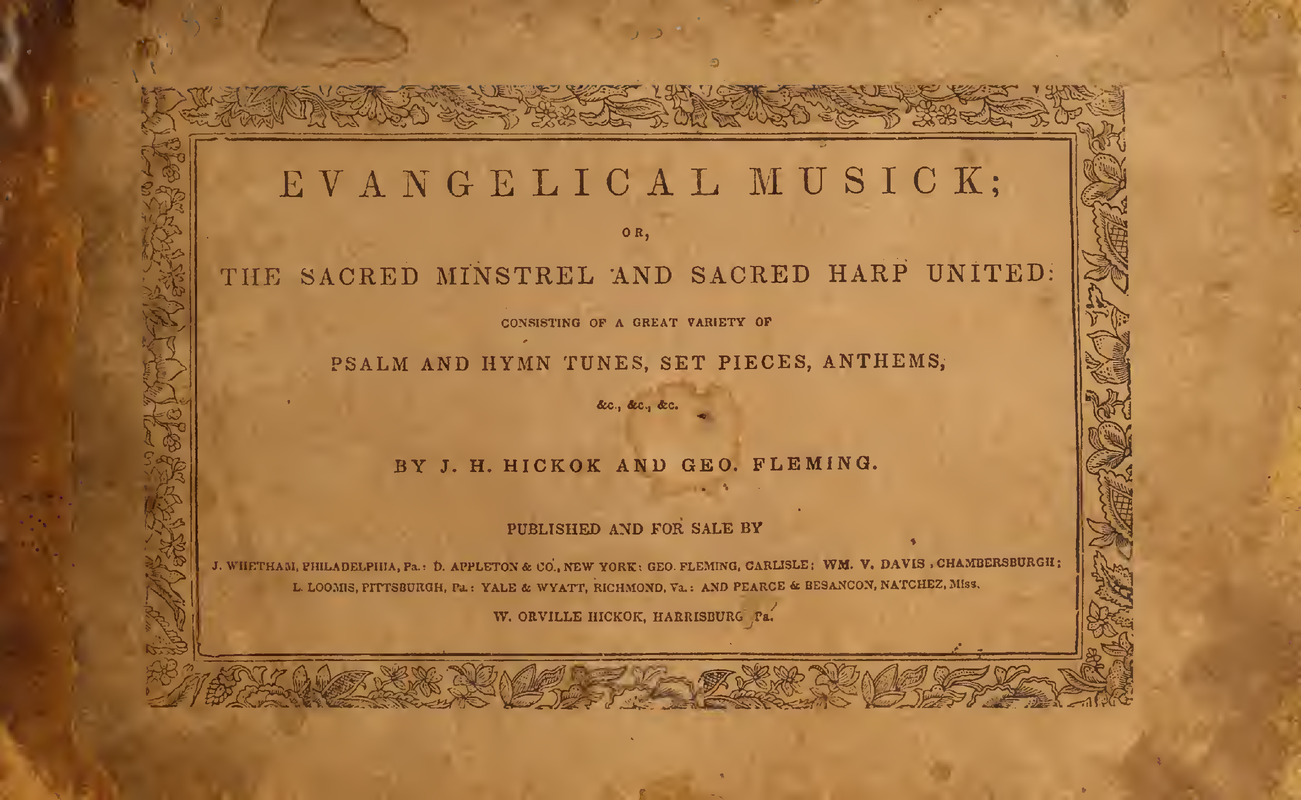 EVANGELICAL MUSICK;
OR,
THE SACRED MINSTREL AND SACRED HARP UNITED:
CONSISTING OF A GREAT VARIETY OF
PSALM AND HYMN TUNES, SET PIECES, ANTHEMS,
&c., &c., &c.
BY J. H. HICKOK AND GEO. FLEMING.
PUBLISHED AND FOR SALE BY
J. WHETHAM, PHILADELPHIA, Pa.: D. APPLETON & CO., NEW YORK: GEO. FLEMING, CARLISLE; WM. V. DAVIS, CHAMBERSBURGH;
L. LOOMIS, PITTSBURGH, Pa.: YALE & WYATT, RICHMOND, Va.: AND PEARCE & BESANCON, NATCHEZ, Miss.
W. ORVILLE HICKOK, HARRISBURG Pa.